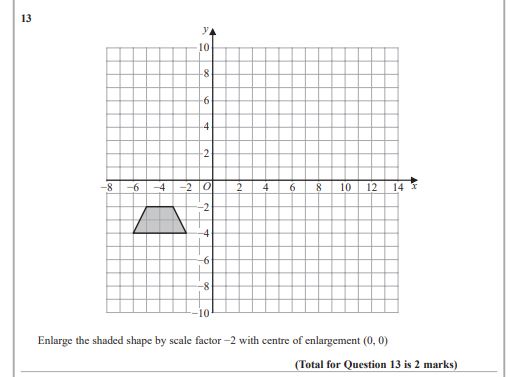 13
y
10
8
6
4
2
-8 -6 -4 -2 O 2 4 6 8 10 12 14 x
-2
-4
-6
-8
-10
Enlarge the shaded shape by scale factor −2 with centre of enlargement (0, 0)
(Total for Question 13 is 2 marks)